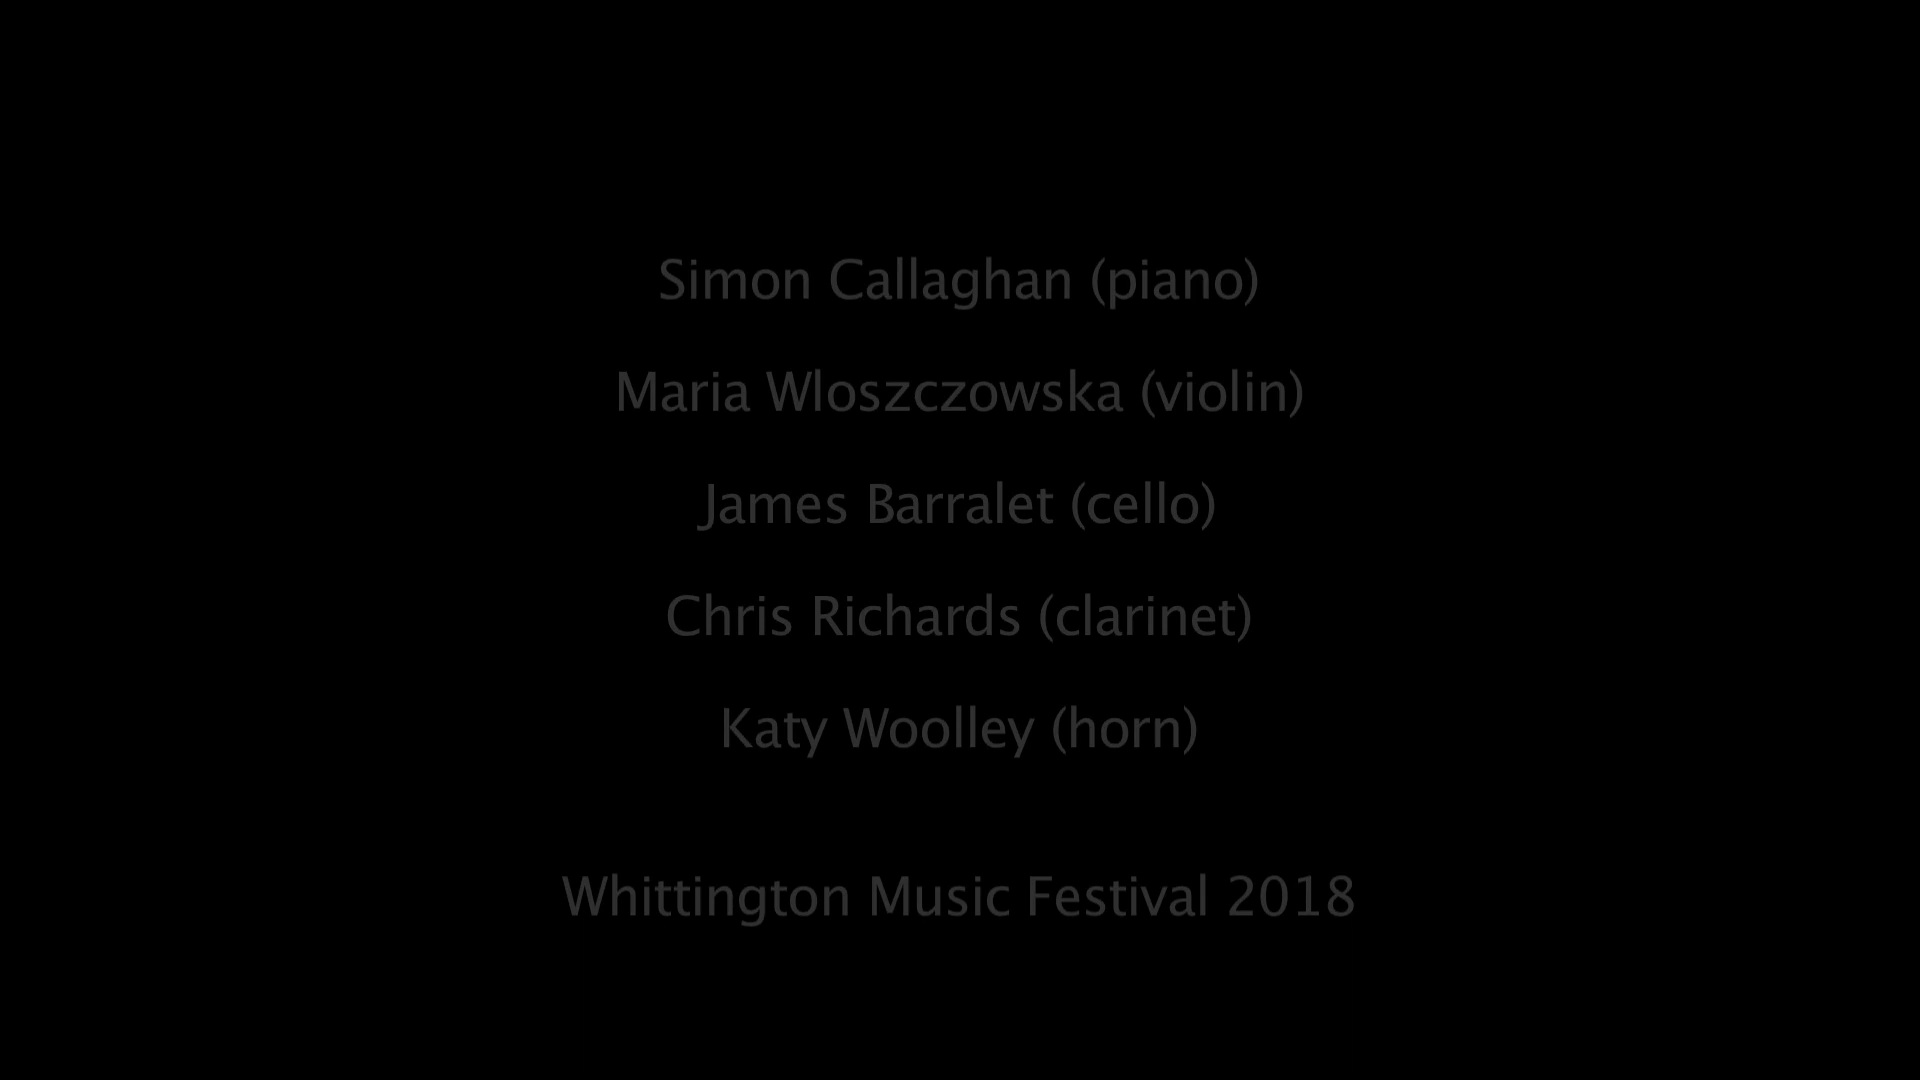 Simon Callaghan (piano)
Maria Wloszczowska (violin)
James Barralet (cello)
Chris Richards (clarinet)
Katy Woolley (horn)
Whittington Music Festival 2018